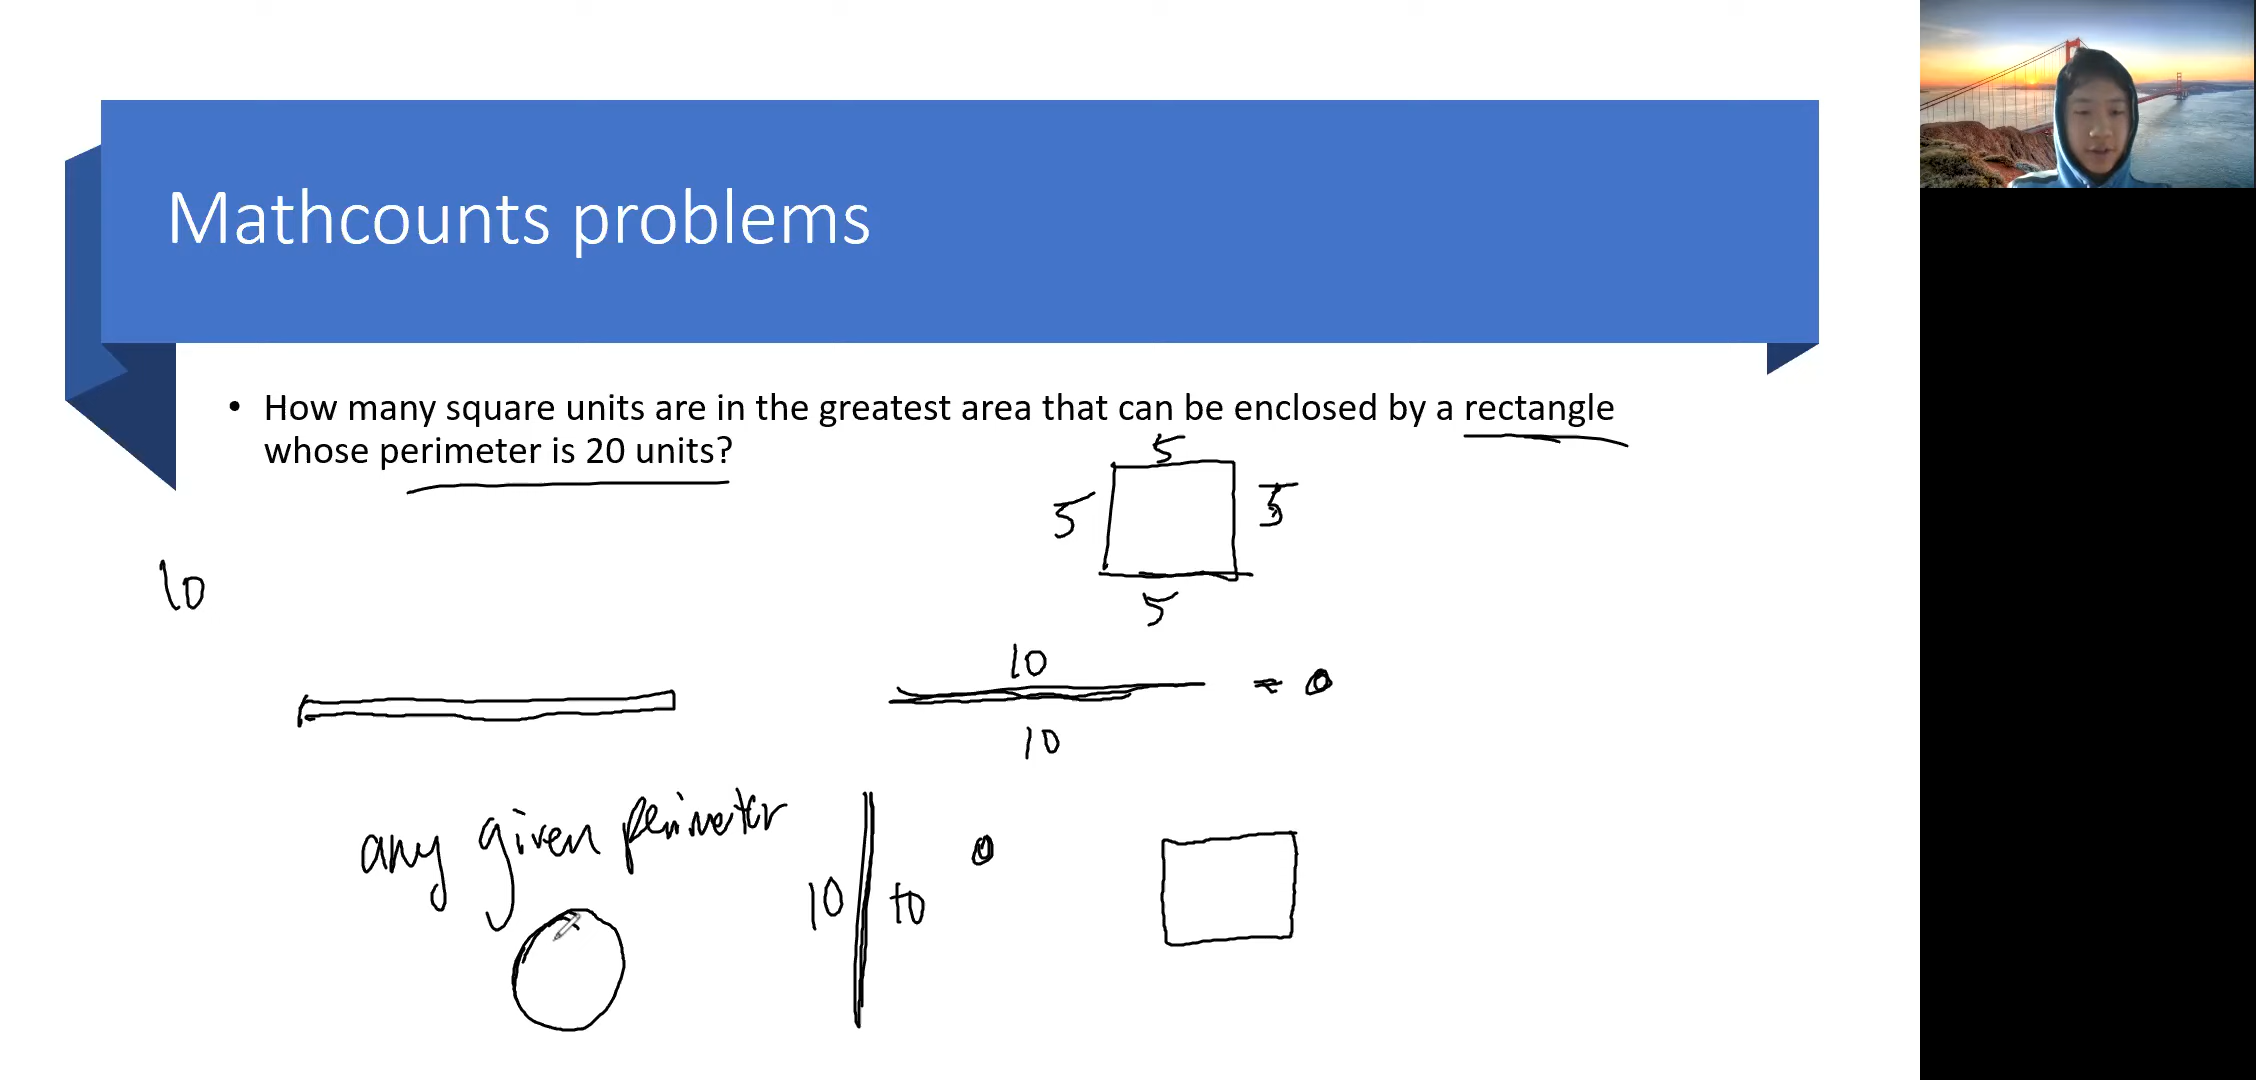 Mathcounts problems
• How many square units are in the greatest area that can be enclosed by a rectangle
whose perimeter is 20 units?
5
5 5
5
10
10
= 0
10
any given perimeter
10 10
0